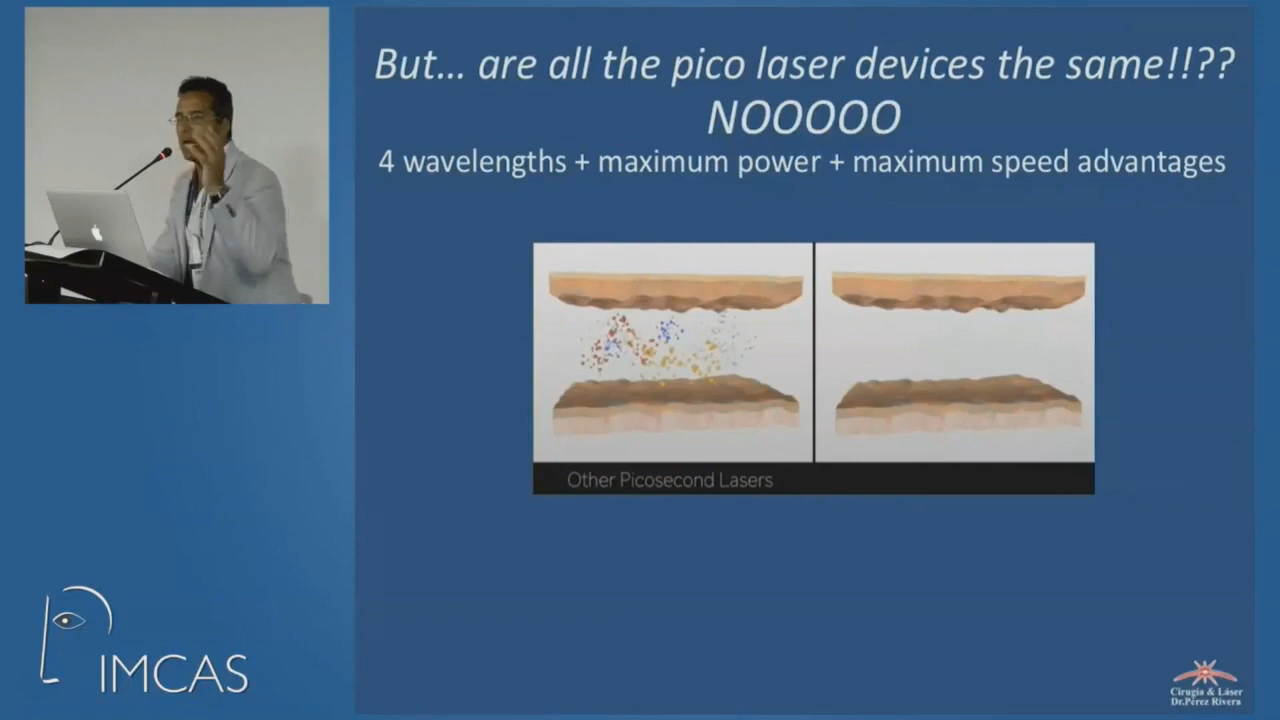 But... are all the pico laser devices the same!!??
NOOOOO
4 wavelengths + maximum power + maximum speed advantages
Other Picosecond Lasers
IMCAS
Cirugía & Láser
Dr.Pérez Rivera